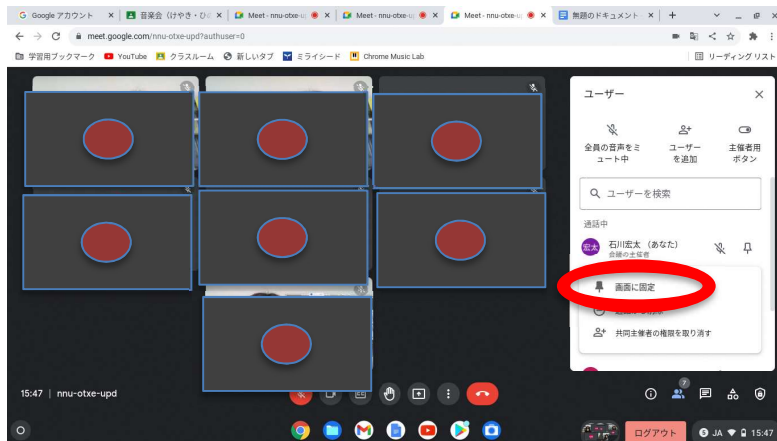 Google アカウント
音楽会（けやき・ひ
Meet - nnu-otxe-u
Meet - nnu-otxe-u
Meet - nnu-otxe-u
無題のドキュメント
meet.google.com/nnu-otxe-upd?authuser=0
学習用ブックマーク YouTube クラスルーム 新しいタブ ミライシード Chrome Music Lab
リーディング リスト
ユーザー
全員の音声をミ
ュート中
ユーザー
を追加
主催者用
ボタン
ユーザーを検索
通話中
宏太
石川宏太 （あなた）
会議の主催者
画面に固定
共同主催者の権限を取り消す
15:47 | nnu-otxe-upd
7
ログアウト
JA
15:47